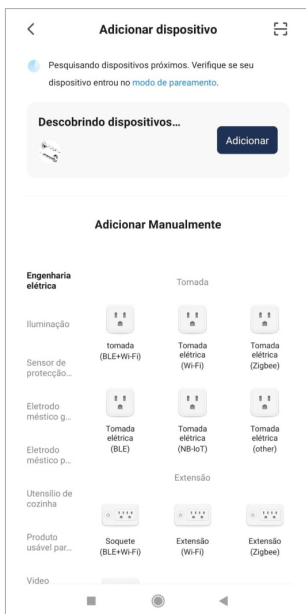 Adicionar dispositivo
Pesquisando dispositivos próximos. Verifique se seu
dispositivo entrou no modo de pareamento.
Descobrindo dispositivos...
Adicionar
Adicionar Manualmente
Engenharia
elétrica
Iluminação
Sensor de
protecção...
Eletrodo
méstico g...
Eletrodo
méstico p...
Utensílio de
cozinha
Produto
usável par...
Video
Tomada
tomada
(BLE+Wi-Fi)
Tomada
elétrica
(Wi-Fi)
Tomada
elétrica
(Zigbee)
Tomada
elétrica
(BLE)
Tomada
elétrica
(NB-IoT)
Tomada
elétrica
(other)
Extensão
Soquete
(BLE+Wi-Fi)
Extensão
(Wi-Fi)
Extensão
(Zigbee)